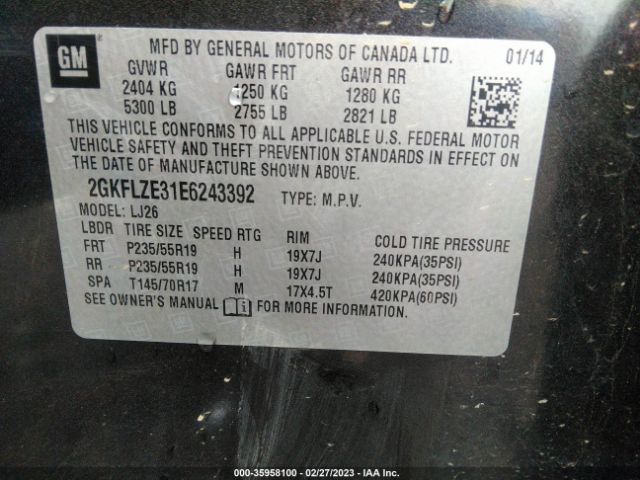 GM
MFD BY GENERAL MOTORS OF CANADA LTD. 01/14
GVWR GAWR FRT GAWR RR
2404 KG 1250 KG 1280 KG
5300 LB 2755 LB 2821 LB
THIS VEHICLE CONFORMS TO ALL APPLICABLE U.S. FEDERAL MOTOR
VEHICLE SAFETY AND THEFT PREVENTION STANDARDS IN EFFECT ON
THE DATE OF MANUFACTURE SHOWN ABOVE.
2GKFLZE31E6243392 TYPE: M.P.V.
MODEL: LJ26
LBDR TIRE SIZE SPEED RTG RIM COLD TIRE PRESSURE
FRT P235/55R19 H 19X7J 240KPA(35PSI)
RR P235/55R19 H 19X7J 240KPA(35PSI)
SPA T145/70R17 M 17X4.5T 420KPA(60PSI)
SEE OWNER'S MANUAL FOR MORE INFORMATION.
000-35958100 - 02/27/2023 - IAA Inc.